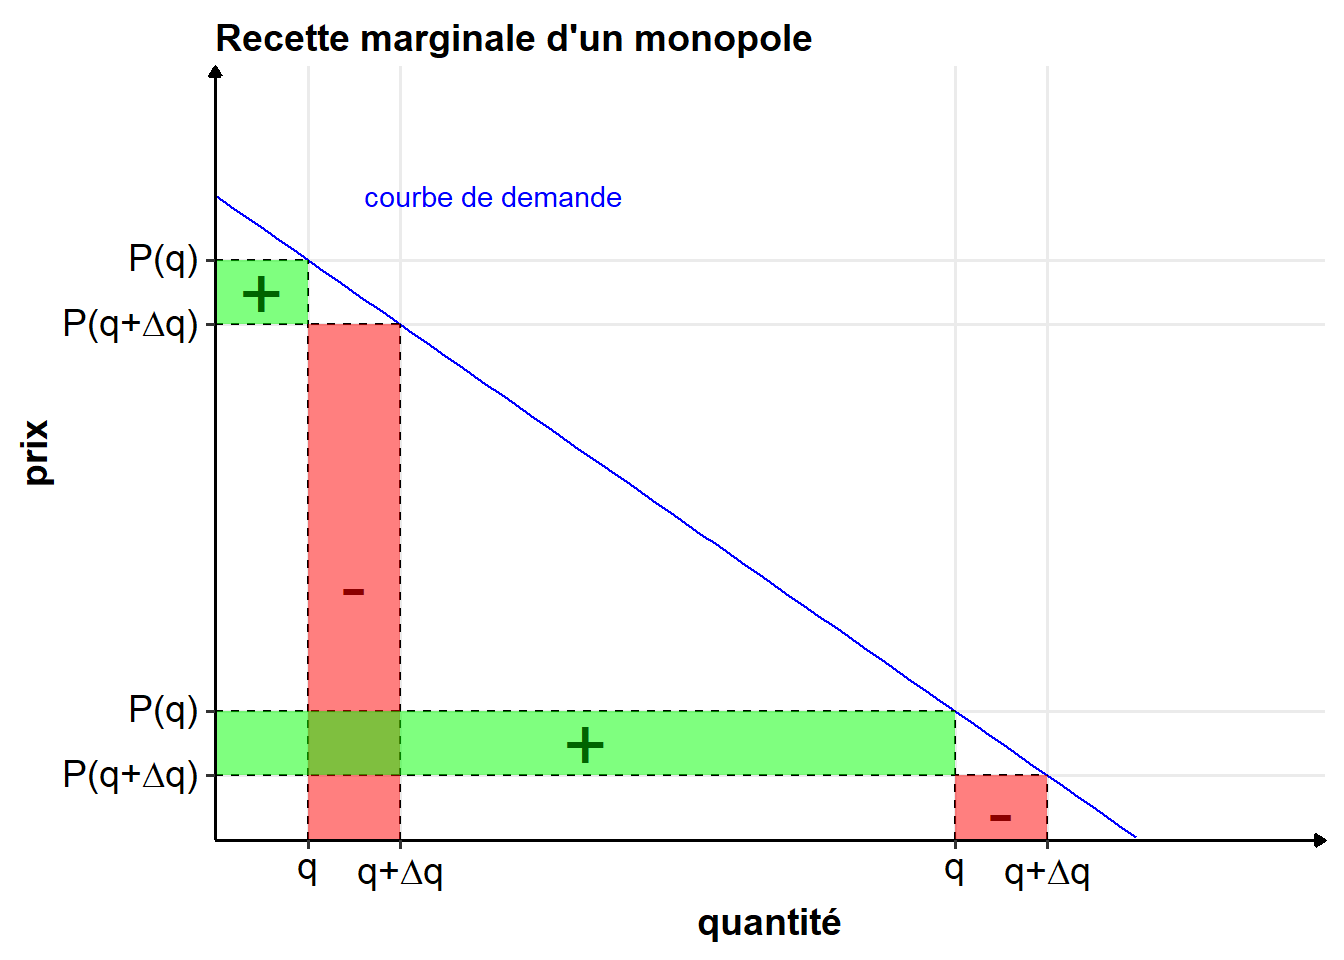 Recette marginale d'un monopole
courbe de demande
P(q)
+
P(q+Δq)
prix
-
P(q)
+
P(q+Δq)
-
q
q+Δq
q
q+Δq
quantité